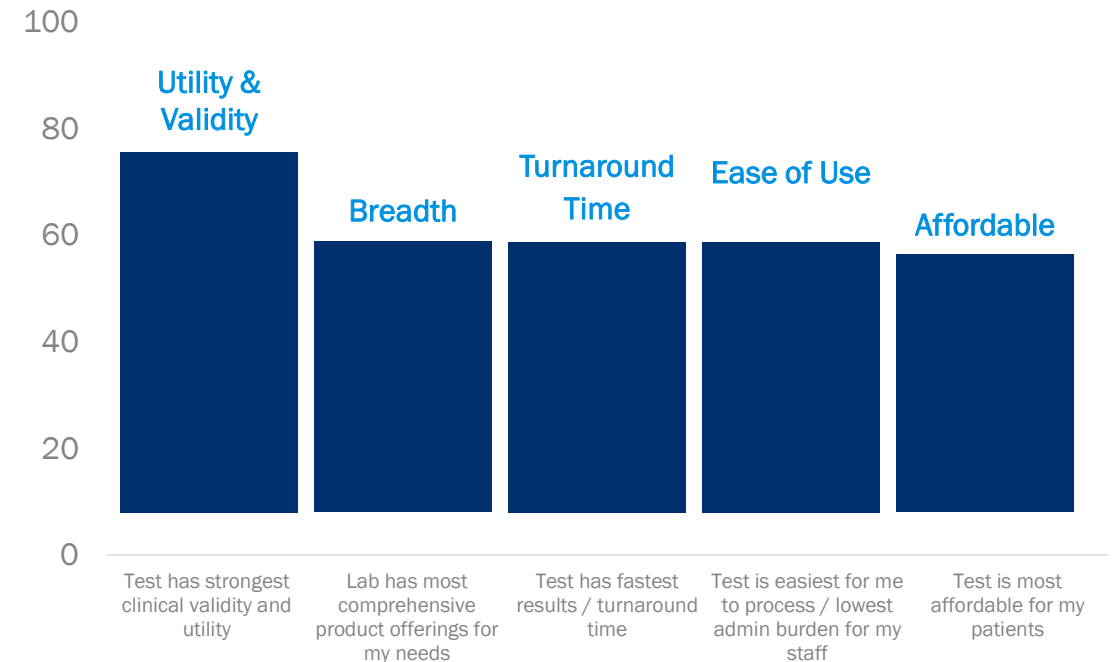 100
80
60
40
20
0
Utility &
Validity
Breadth
Turnaround
Time
Ease of Use
Affordable
Test has strongest
clinical validity and
utility
Lab has most
comprehensive
product offerings for
my needs
Test has fastest
results / turnaround
time
Test is easiest for me
to process / lowest
admin burden for my
staff
Test is most
affordable for my
patients